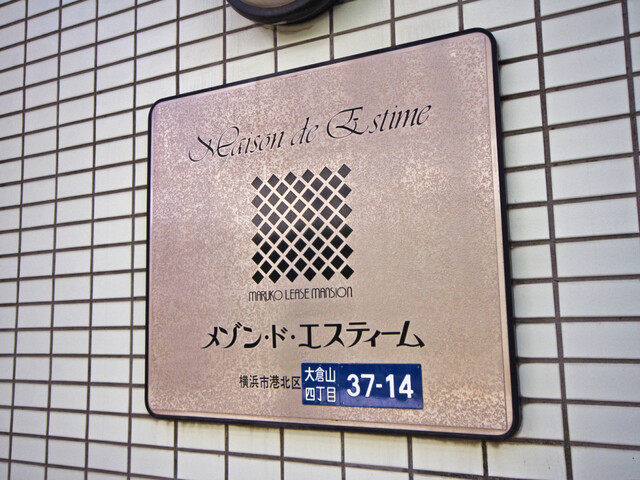 Maison de Estime
MARUKO LEASE MANSION
メゾン・ド・エスティーム
横浜市港北区 大倉山四丁目 37-14